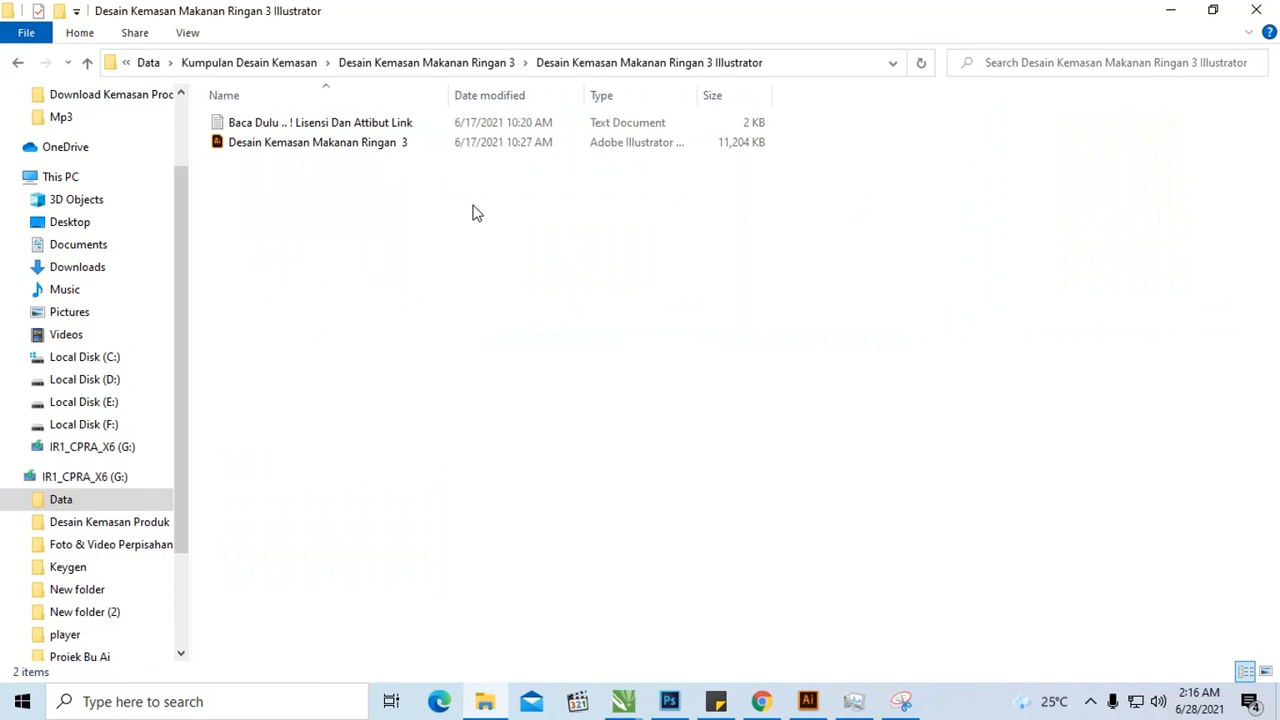 Desain Kemasan Makanan Ringan 3 Illustrator
File Home Share View
« Data > Kumpulan Desain Kemasan > Desain Kemasan Makanan Ringan 3 > Desain Kemasan Makanan Ringan 3 Illustrator
Search Desain Kemasan Makanan Ringan 3 Illustrator
Name Date modified Type Size
Baca Dulu .. ! Lisensi Dan Attibut Link 6/17/2021 10:20 AM Text Document 2 KB
Desain Kemasan Makanan Ringan 3 6/17/2021 10:27 AM Adobe Illustrator ... 11,204 KB
Download Kemasan Proc
Mp3
OneDrive
This PC
3D Objects
Desktop
Documents
Downloads
Music
Pictures
Videos
Local Disk (C:)
Local Disk (D:)
Local Disk (E:)
Local Disk (F:)
IR1_CPRA_X6 (G:)
IR1_CPRA_X6 (G:)
Data
Desain Kemasan Produk
Foto & Video Perpisahan
Keygen
New folder
New folder (2)
player
Projek Bu Ai
2 items
Type here to search
321
Ps
Ai
25°C
2:16 AM
6/28/2021
4